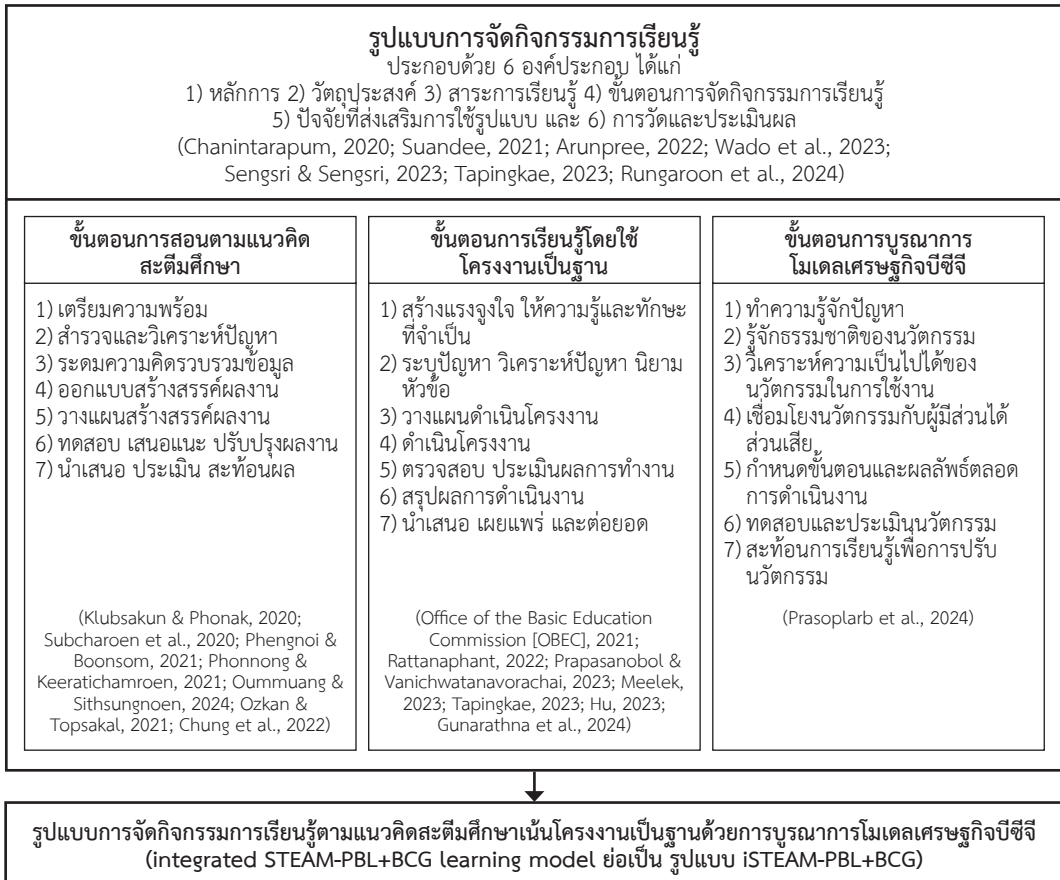 รูปแบบการจัดกิจกรรมการเรียนรู้
ประกอบด้วย 6 องค์ประกอบ ได้แก่
1) หลักการ 2) วัตถุประสงค์ 3) สาระการเรียนรู้ 4) ขั้นตอนการจัดกิจกรรมการเรียนรู้
5) ปัจจัยที่ส่งเสริมการใช้รูปแบบ และ 6) การวัดและประเมินผล
(Chanintarapum, 2020; Suandee, 2021; Arunpree, 2022; Wado et al., 2023;
Sengsri & Sengsri, 2023; Tapingkae, 2023; Rungaroon et al., 2024)
ขั้นตอนการสอนตามแนวคิด
สะตีมศึกษา
1) เตรียมความพร้อม
2) สำรวจและวิเคราะห์ปัญหา
3) ระดมความคิดรวบรวมข้อมูล
4) ออกแบบสร้างสรรค์ผลงาน
5) วางแผนสร้างสรรค์ผลงาน
6) ทดสอบ เสนอแนะ ปรับปรุงผลงาน
7) นำเสนอ ประเมิน สะท้อนผล
(Klubsakun & Phonak, 2020;
Subcharoen et al., 2020; Phengnoi &
Boonsom, 2021; Phonnong &
Keeratichamroen, 2021; Oummuang &
Sithsungnoen, 2024; Ozkan &
Topsakal, 2021; Chung et al., 2022)
ขั้นตอนการเรียนรู้โดยใช้
โครงงานเป็นฐาน
1) สร้างแรงจูงใจ ให้ความรู้และทักษะ
ที่จำเป็น
2) ระบุปัญหา วิเคราะห์ปัญหา นิยาม
หัวข้อ
3) วางแผนดำเนินโครงงาน
4) ดำเนินโครงงาน
5) ตรวจสอบ ประเมินผลการทำงาน
6) สรุปผลการดำเนินงาน
7) นำเสนอ เผยแพร่ และต่อยอด
(Office of the Basic Education
Commission [OBEC], 2021;
Rattanaphant, 2022; Prapasanobol &
Vanichwatanavorachai, 2023; Meelek,
2023; Tapingkae, 2023; Hu, 2023;
Gunarathna et al., 2024)
ขั้นตอนการบูรณาการ
โมเดลเศรษฐกิจบีซีจี
1) ทำความรู้จักปัญหา
2) รู้จักธรรมชาติของนวัตกรรม
3) วิเคราะห์ความเป็นไปได้ของ
นวัตกรรมในการใช้งาน
4) เชื่อมโยงนวัตกรรมกับผู้มีส่วนได้
ส่วนเสีย
5) กำหนดขั้นตอนและผลลัพธ์ตลอด
การดำเนินงาน
6) ทดสอบและประเมินนวัตกรรม
7) สะท้อนการเรียนรู้เพื่อการปรับ
นวัตกรรม
(Prasoplarb et al., 2024)
รูปแบบการจัดกิจกรรมการเรียนรู้ตามแนวคิดสะตีมศึกษาเน้นโครงงานเป็นฐานด้วยการบูรณาการโมเดลเศรษฐกิจบีซีจี
(integrated STEAM-PBL+BCG learning model ย่อเป็น รูปแบบ iSTEAM-PBL+BCG)